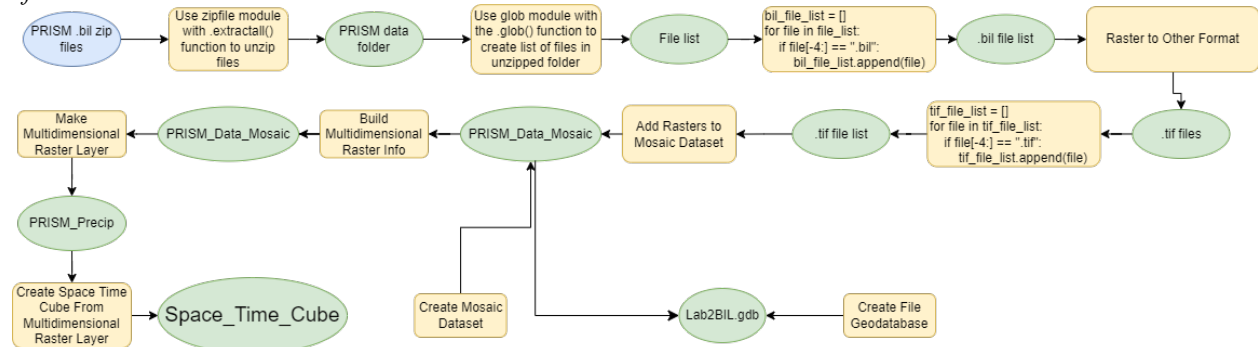 PRISM .bil zip
files
Use zipfile module
with .extractall()
function to unzip
files
PRISM data
folder
Use glob module with
the .glob() function to
create list of files in
unzipped folder
File list
bil_file_list = []
for file in file_list:
if file[-4:] == ".bil":
bil_file_list.append(file)
.bil file list
Raster to Other Format
.tif files
tif_file_list = []
for file in tif_file_list:
if file[-4:] == ".tif":
tif_file_list.append(file)
.tif file list
Add Rasters to
Mosaic Dataset
PRISM_Data_Mosaic
Build
Multidimensional
Raster Info
PRISM_Data_Mosaic
Make
Multidimensional
Raster Layer
PRISM_Precip
Create Space Time
Cube From
Multidimensional
Raster Layer
Space_Time_Cube
Create Mosaic
Dataset
Lab2BIL.gdb
Create File
Geodatabase